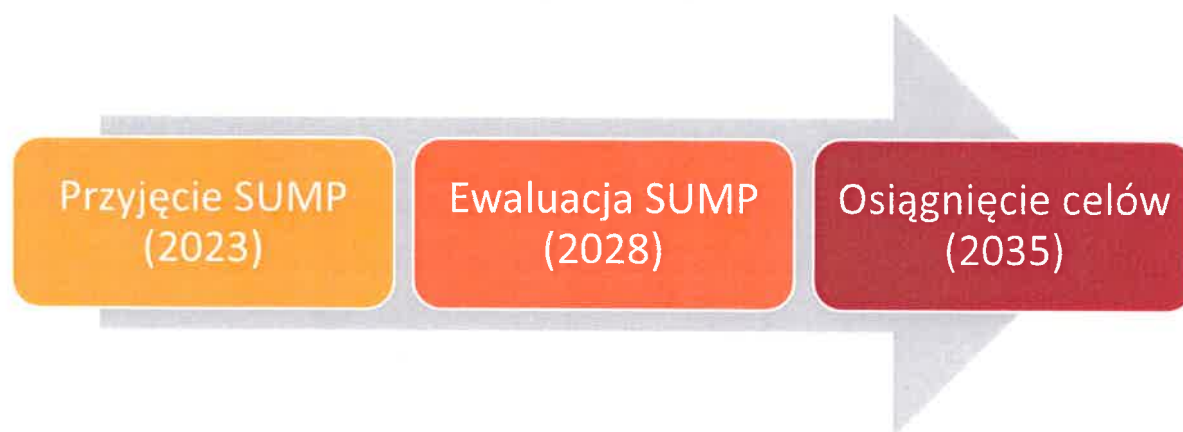 Przyjęcie SUMP
(2023)
Ewaluacja SUMP
(2028)
Osiągnięcie celów
(2035)